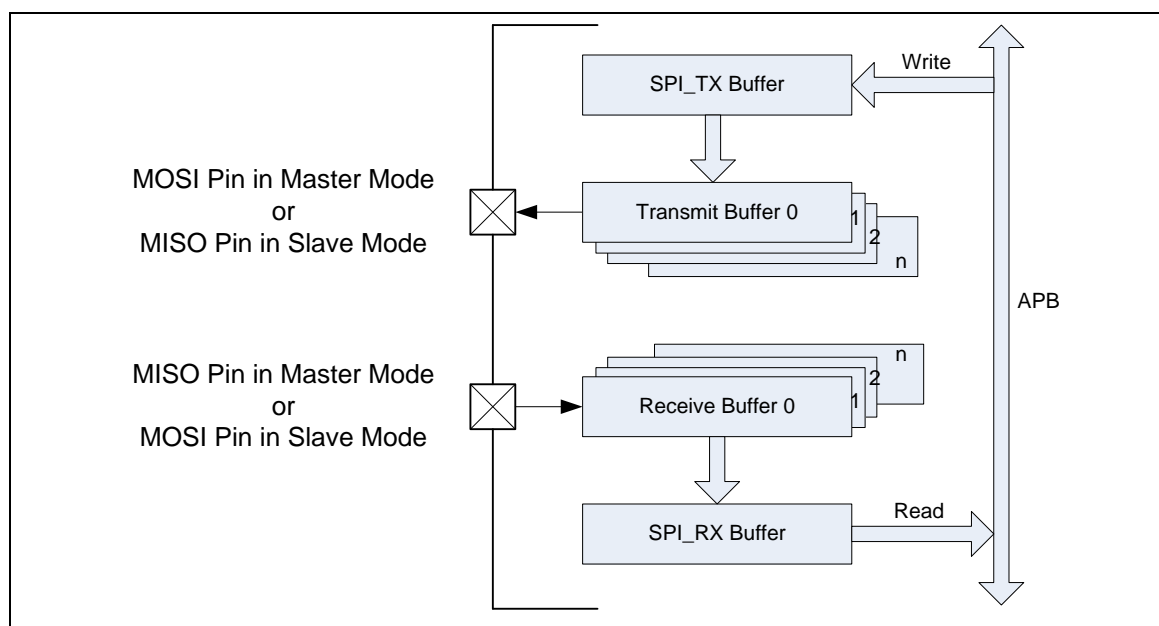 SPI_TX Buffer
Write
MOSI Pin in Master Mode
or
MISO Pin in Slave Mode
Transmit Buffer 0
1
2
n
APB
MISO Pin in Master Mode
or
MOSI Pin in Slave Mode
n
2
1
Receive Buffer 0
SPI_RX Buffer
Read